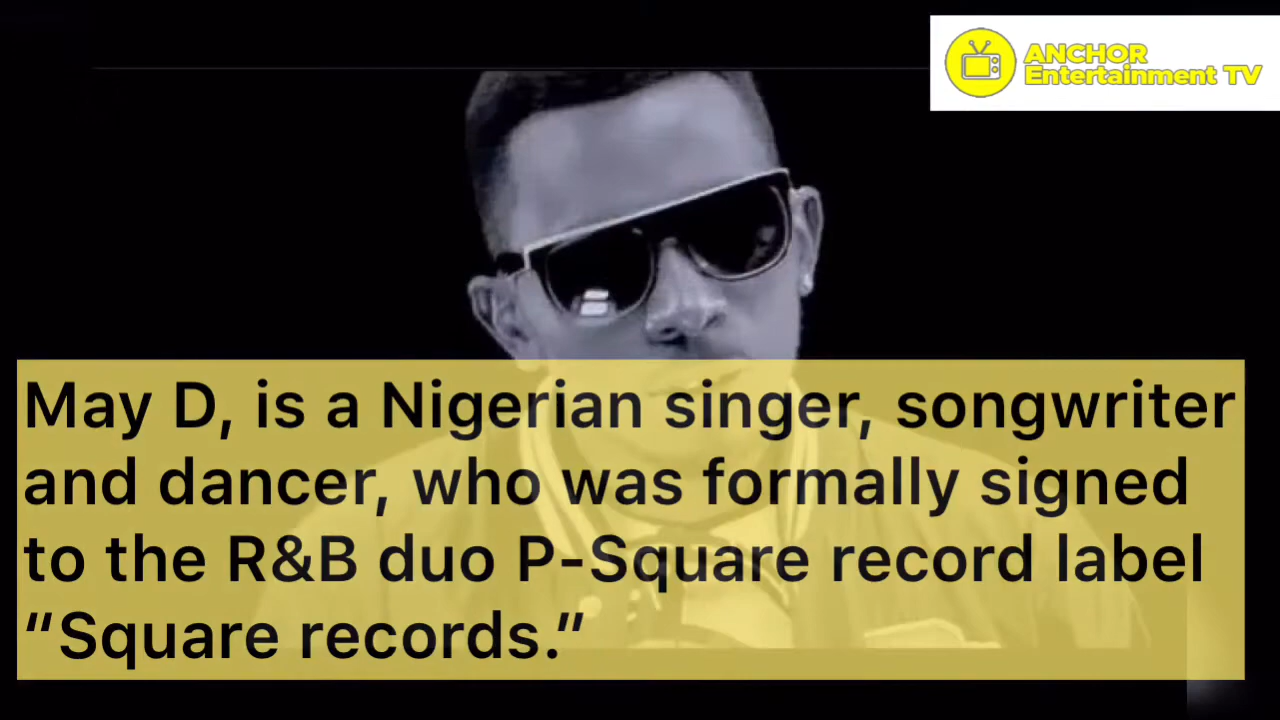 ANCHOR
Entertainment TV
May D, is a Nigerian singer, songwriter
and dancer, who was formally signed
to the R&B duo P-Square record label
“Square records.”